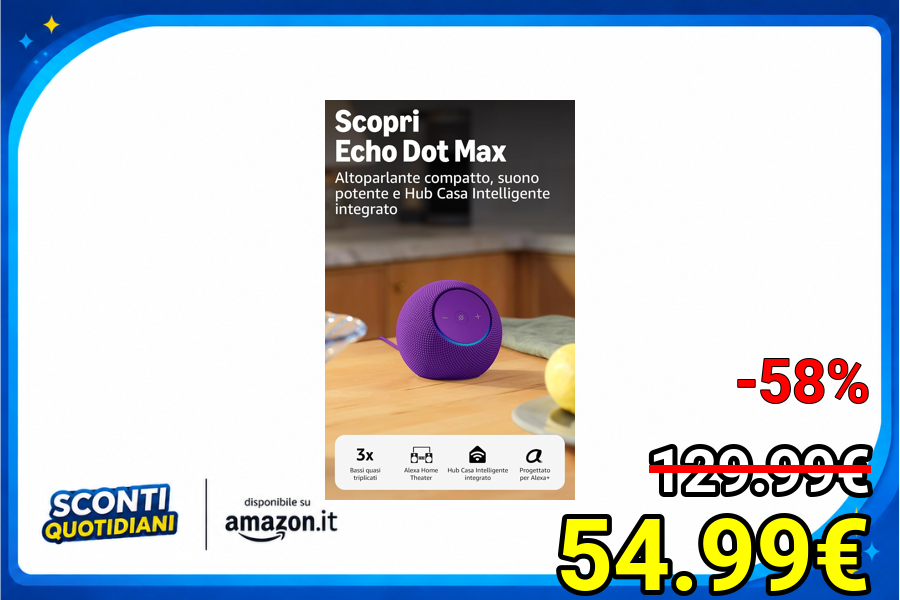 Scopri
Echo Dot Max
Altoparlante compatto, suono
potente e Hub Casa Intelligente
integrato
3x
Bassi quasi
triplicati
Alexa Home
Theater
Hub Casa Intelligente
integrato
Progettato
per Alexa+
-58%
129.99€
54.99€
SCONTI
QUOTIDIANI
disponibile su
amazon.it